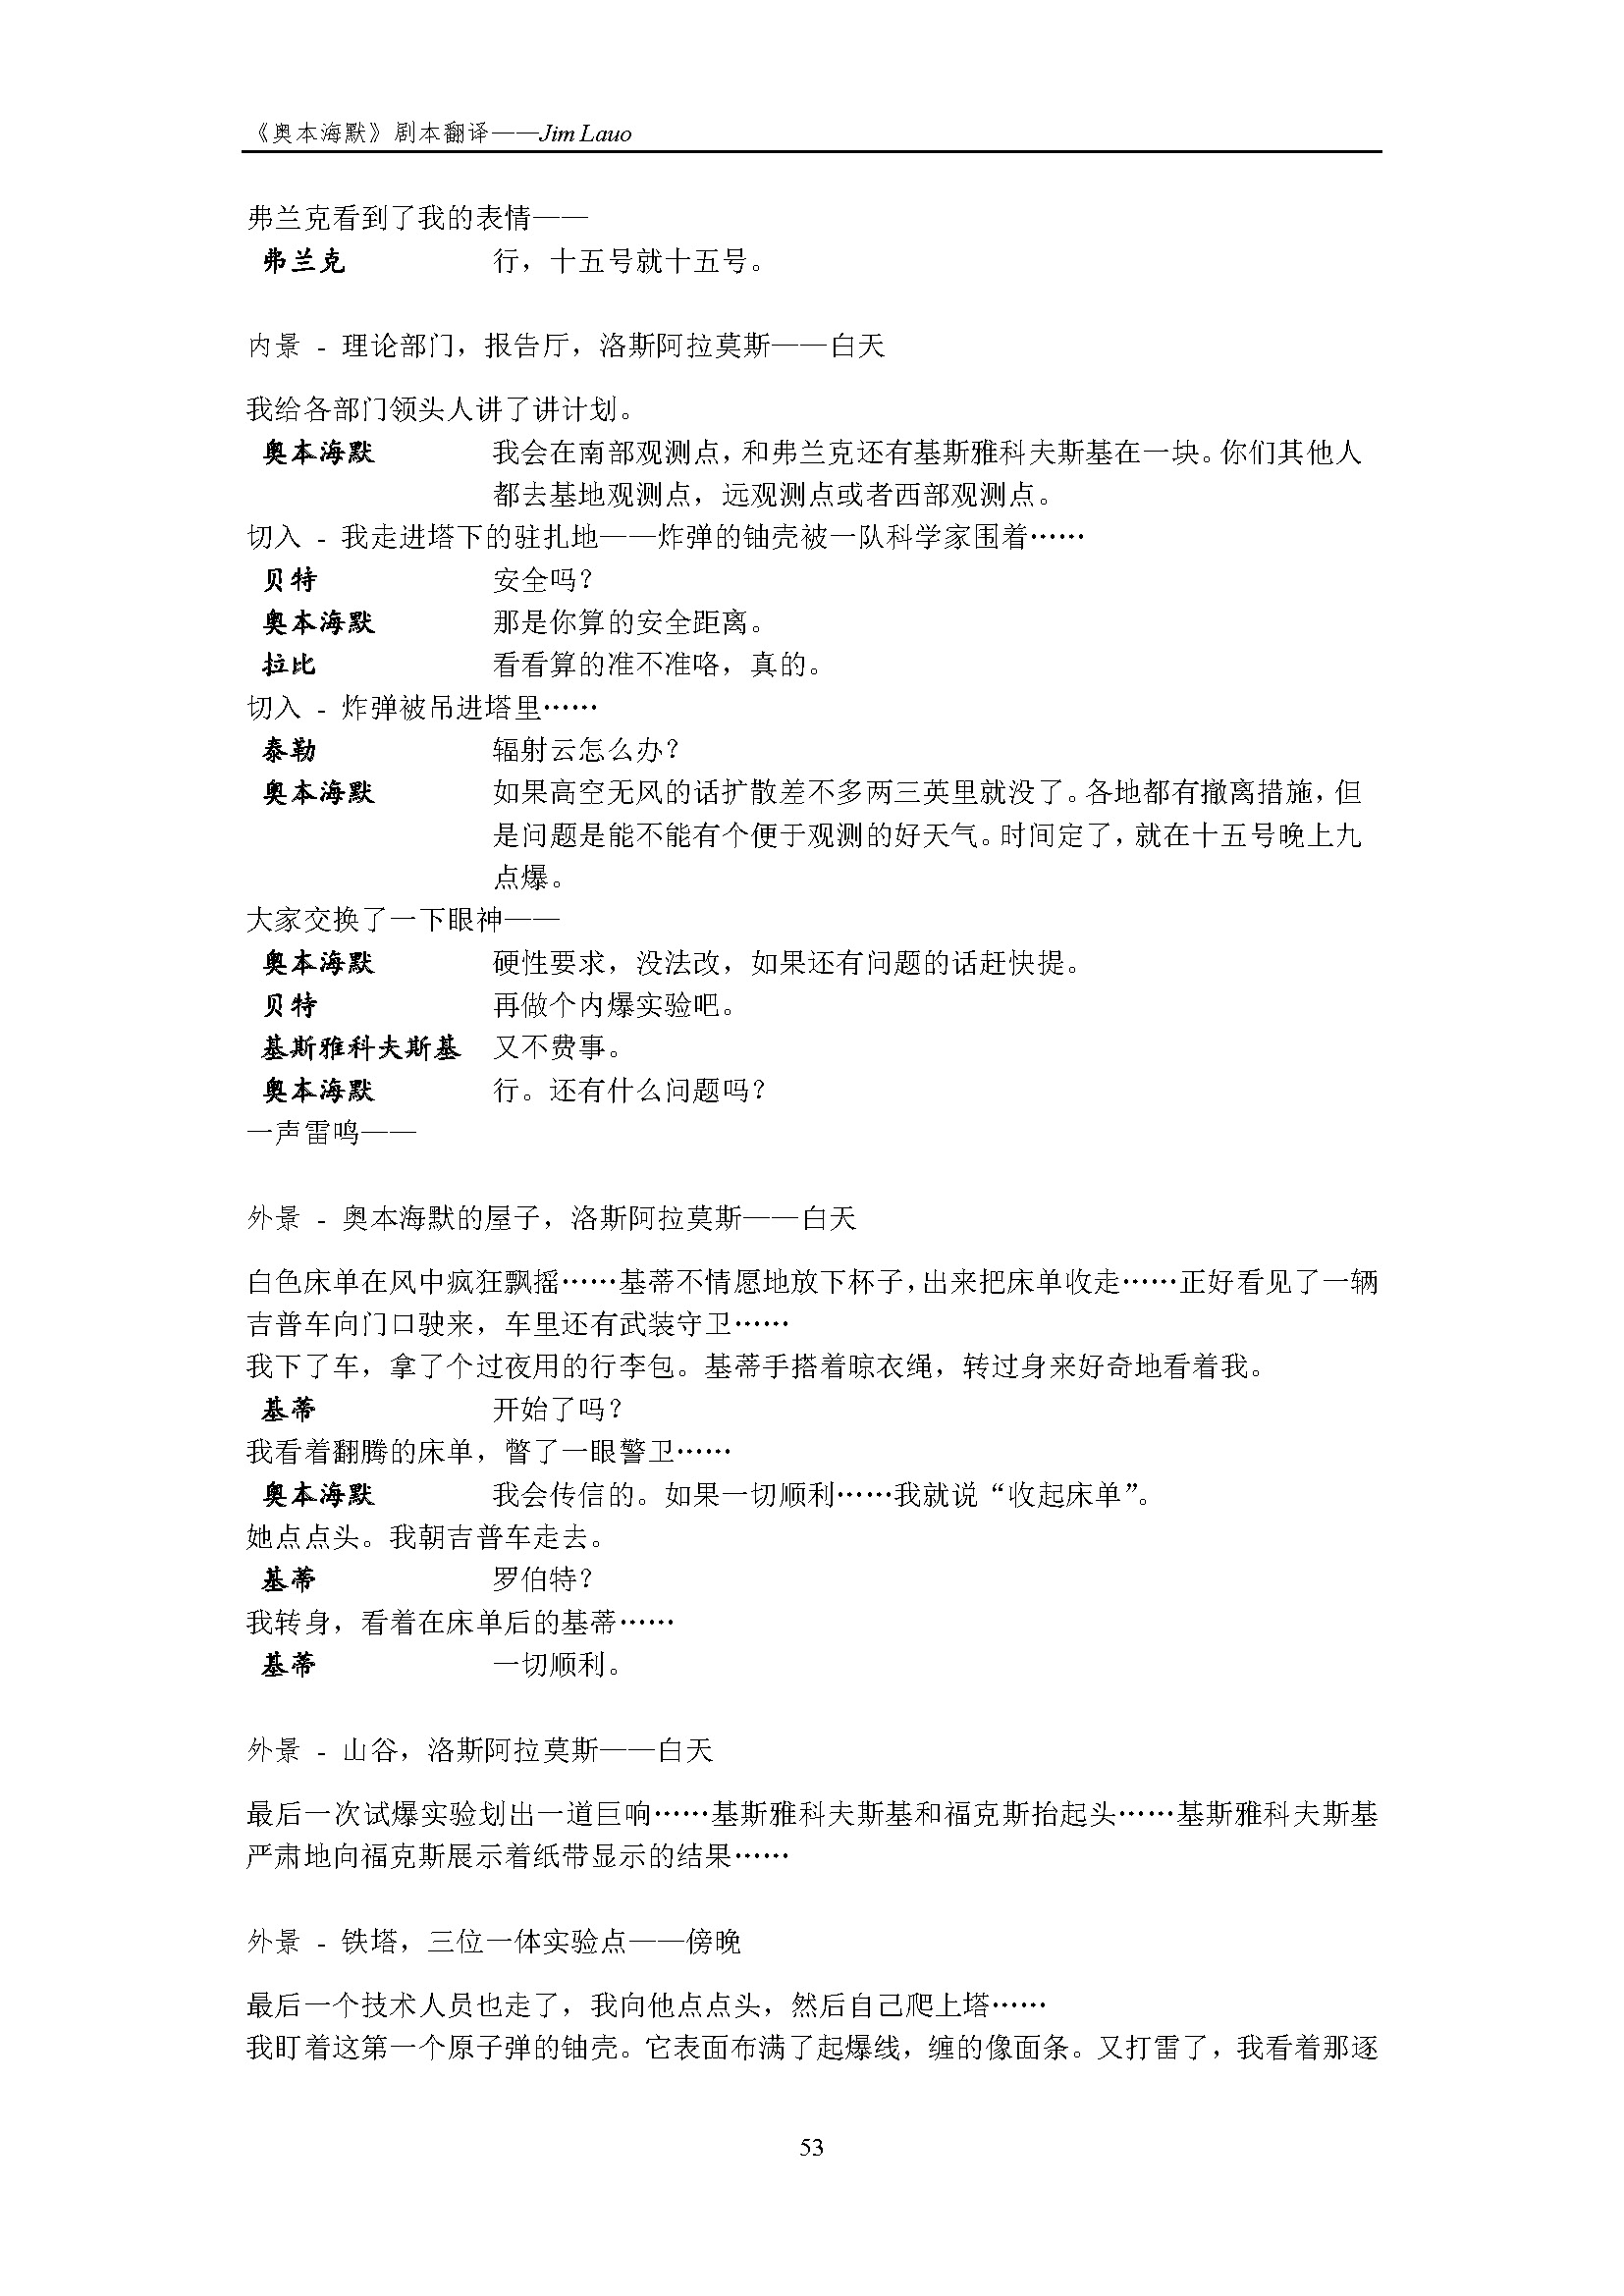 《奥本海默》剧本翻译——Jim Lauo
弗兰克看到了我的表情——
弗兰克 行，十五号就十五号。
内景 - 理论部门，报告厅，洛斯阿拉莫斯——白天
我给各部门领头人讲了讲计划。
奥本海默 我会在南部观测点，和弗兰克还有基斯雅科夫斯基在一块。你们其他人
都去基地观测点，远观测点或者西部观测点。
切入 - 我走进塔下的驻扎地——炸弹的铀壳被一队科学家围着……
贝特 安全吗？
奥本海默 那是你算的安全距离。
拉比 看看算的准不准咯，真的。
切入 - 炸弹被吊进塔里……
泰勒 辐射云怎么办？
奥本海默 如果高空无风的话扩散差不多两三英里就没了。各地都有撤离措施，但
是问题是能不能有个便于观测的好天气。时间定了，就在十五号晚上九
点爆。
大家交换了一下眼神——
奥本海默 硬性要求，没法改，如果还有问题的话赶快提。
贝特 再做个内爆实验吧。
基斯雅科夫斯基 又不费事。
奥本海默 行。还有什么问题吗？
一声雷鸣——
外景 - 奥本海默的屋子，洛斯阿拉莫斯——白天
白色床单在风中疯狂飘摇……基蒂不情愿地放下杯子，出来把床单收走……正好看见了一辆
吉普车向门口驶来，车里还有武装守卫……
我下了车，拿了个过夜用的行李包。基蒂手搭着晾衣绳，转过身来好奇地看着我。
基蒂 开始了吗？
我看着翻腾的床单，瞥了一眼警卫……
奥本海默 我会传信的。如果一切顺利……我就说“收起床单”。
她点点头。我朝吉普车走去。
基蒂 罗伯特？
我转身，看着在床单后的基蒂……
基蒂 一切顺利。
外景 - 山谷，洛斯阿拉莫斯——白天
最后一次试爆实验划出一道巨响……基斯雅科夫斯基和福克斯抬起头……基斯雅科夫斯基
严肃地向福克斯展示着纸带显示的结果……
外景 - 铁塔，三位一体实验点——傍晚
最后一个技术人员也走了，我向他点点头，然后自己爬上塔……
我盯着这第一个原子弹的铀壳。它表面布满了起爆线，缠的像面条。又打雷了，我看着那逐
53